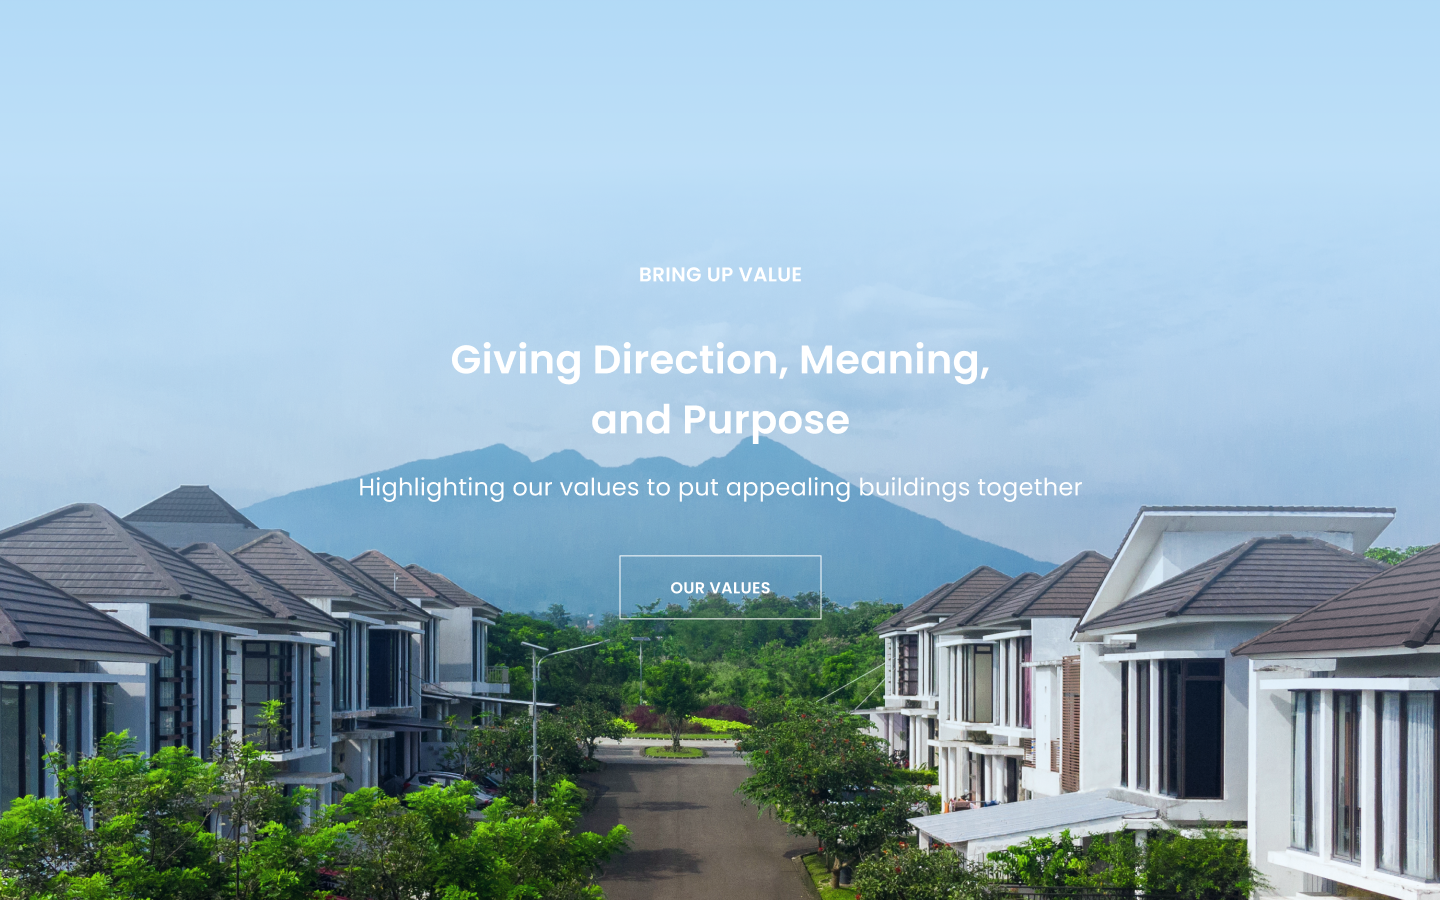 BRING UP VALUE
Giving Direction, Meaning,
and Purpose
Highlighting our values to put appealing buildings together
OUR VALUES